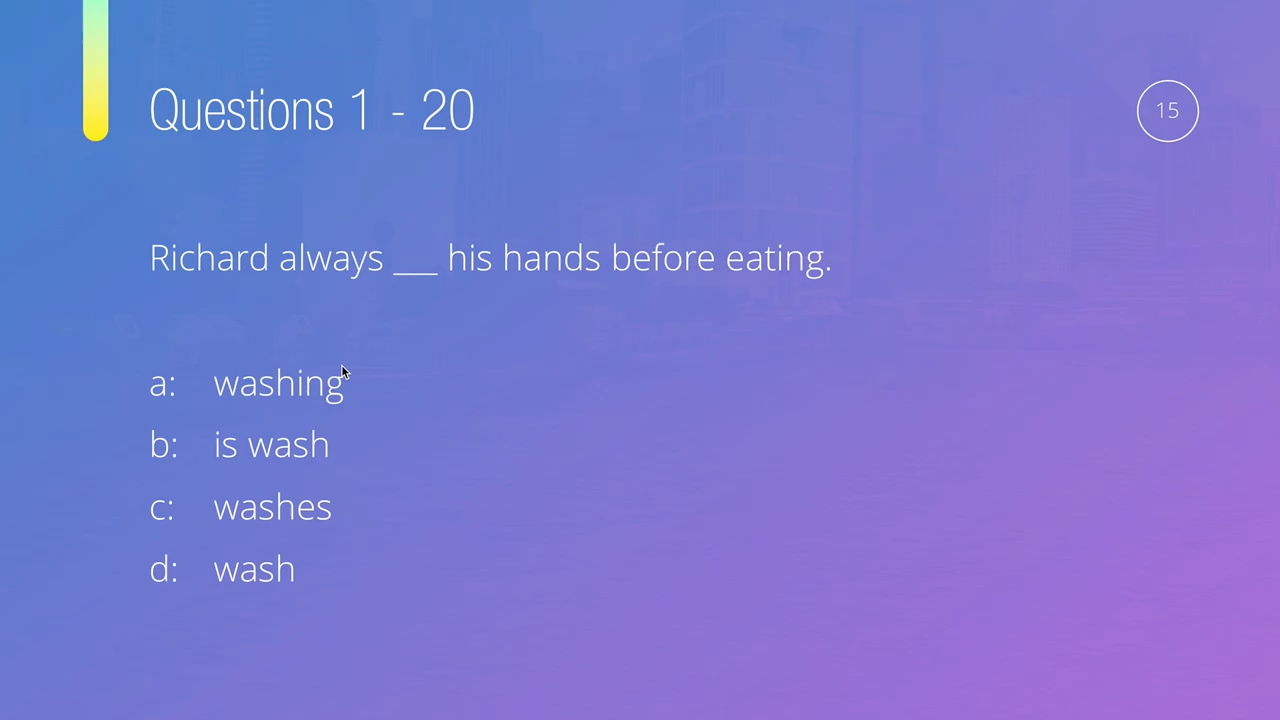 Questions 1 - 20
15
Richard always ___ his hands before eating.
a: washing
b: is wash
c: washes
d: wash